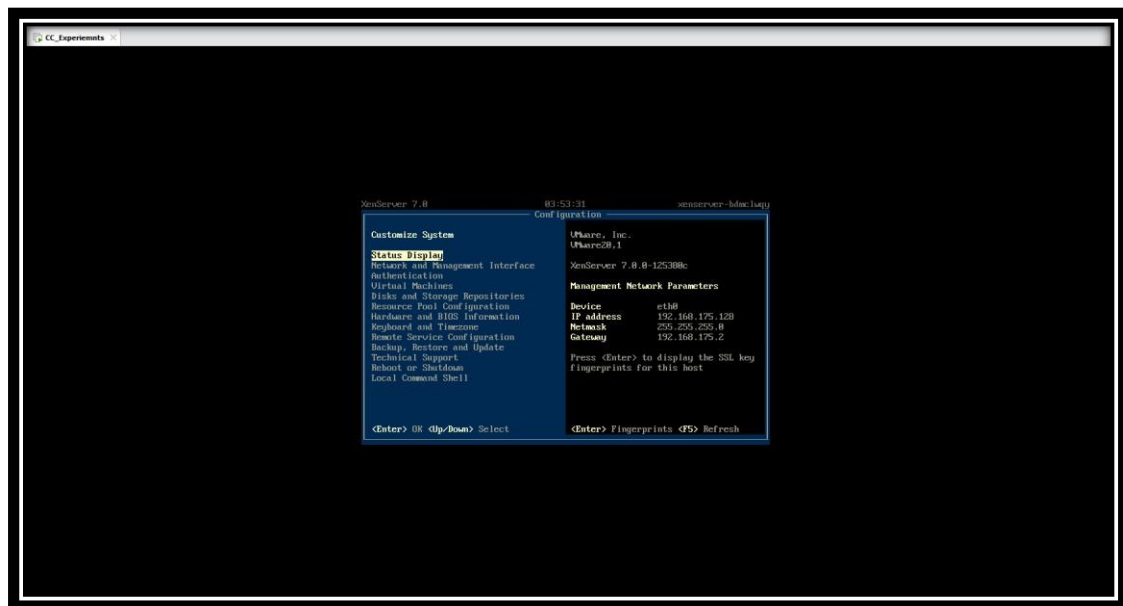 CC_Experiemnts
XenServer 7.0 03:53:31 xenserver-bdmclwqy
Configuration
Customize System
Status Display
Network and Management Interface
Authentication
Virtual Machines
Disks and Storage Repositories
Resource Pool Configuration
Hardware and BIOS Information
Keyboard and Timezone
Remote Service Configuration
Backup, Restore and Update
Technical Support
Reboot or Shutdown
Local Command Shell
<Enter> OK <Up/Down> Select
VMware, Inc.
VMware20,1
XenServer 7.0.0-125380c
Management Network Parameters
Device eth0
IP address 192.168.175.128
Netmask 255.255.255.0
Gateway 192.168.175.2
Press <Enter> to display the SSL key
fingerprints for this host
<Enter> Fingerprints <F5> Refresh